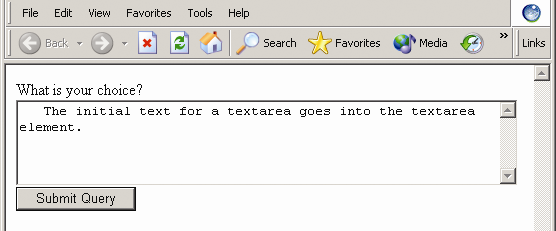 File Edit View Favorites Tools Help
Back Search Favorites Media » Links
What is your choice?
The initial text for a textarea goes into the textarea
element.
Submit Query